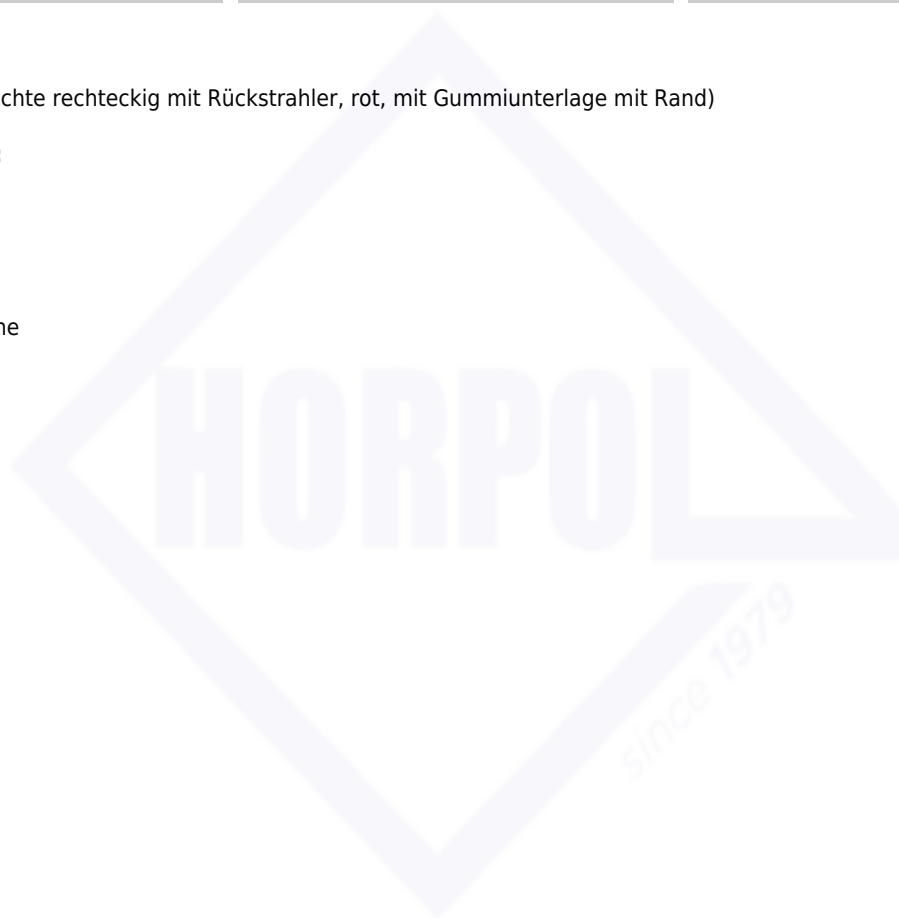 chte rechteckig mit Rückstrahler, rot, mit Gummiunterlage mit Rand)
ne
HORPOL
since 1979